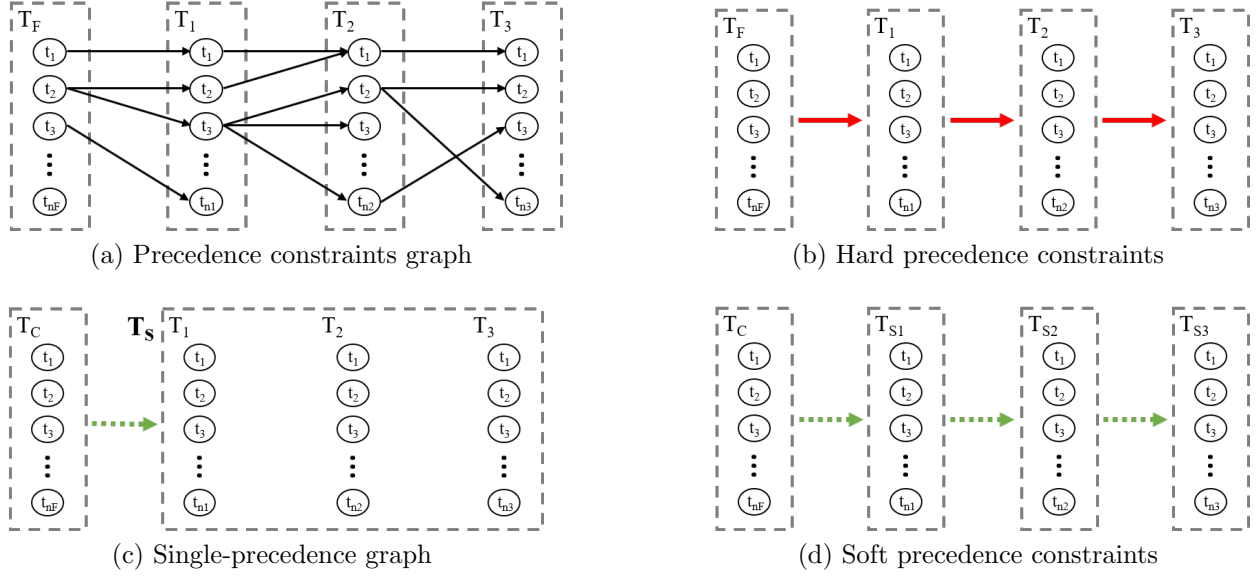 T_F T_1 T_2 T_3
t_1 t_1 t_1 t_1
t_2 t_2 t_2 t_2
t_3 t_3 t_3 t_3
t_nF t_n1 t_n2 t_n3
(a) Precedence constraints graph
T_F T_1 T_2 T_3
t_1 t_1 t_1 t_1
t_2 t_2 t_2 t_2
t_3 t_3 t_3 t_3
t_nF t_n1 t_n2 t_n3
(b) Hard precedence constraints
T_C T_S T_1 T_2 T_3
t_1 t_1 t_1 t_1
t_2 t_2 t_2 t_2
t_3 t_3 t_3 t_3
t_nF t_n1 t_n2 t_n3
(c) Single-precedence graph
T_C T_S1 T_S2 T_S3
t_1 t_1 t_1 t_1
t_2 t_2 t_2 t_2
t_3 t_3 t_3 t_3
t_nF t_n1 t_n2 t_n3
(d) Soft precedence constraints